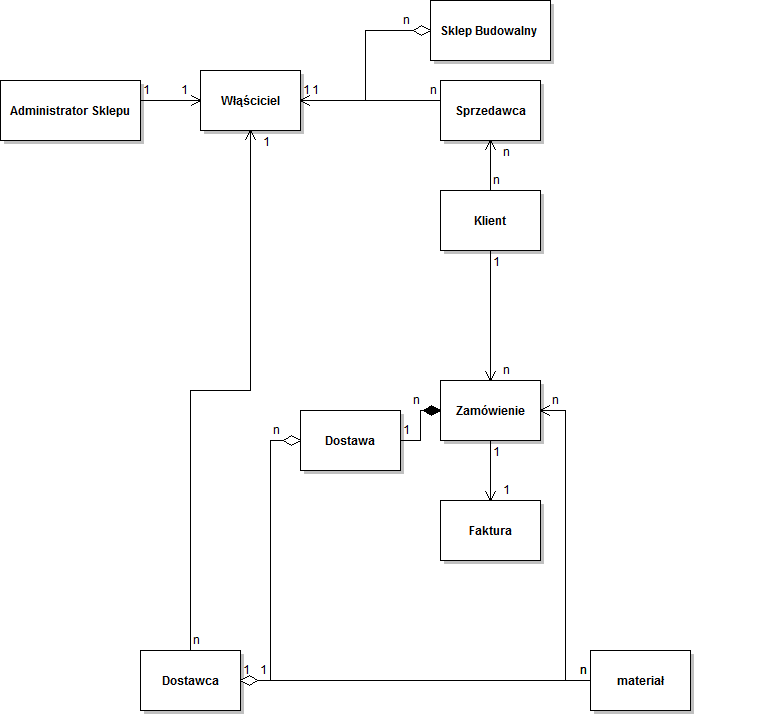 n
Sklep Budowalny
Administrator Sklepu
1
1
Włąściciel
1
1
n
Sprzedawca
1
n
n
Klient
1
n
n
1
Dostawa
n
Zamówienie
n
1
1
Faktura
n
Dostawca
1
1
n
materiał